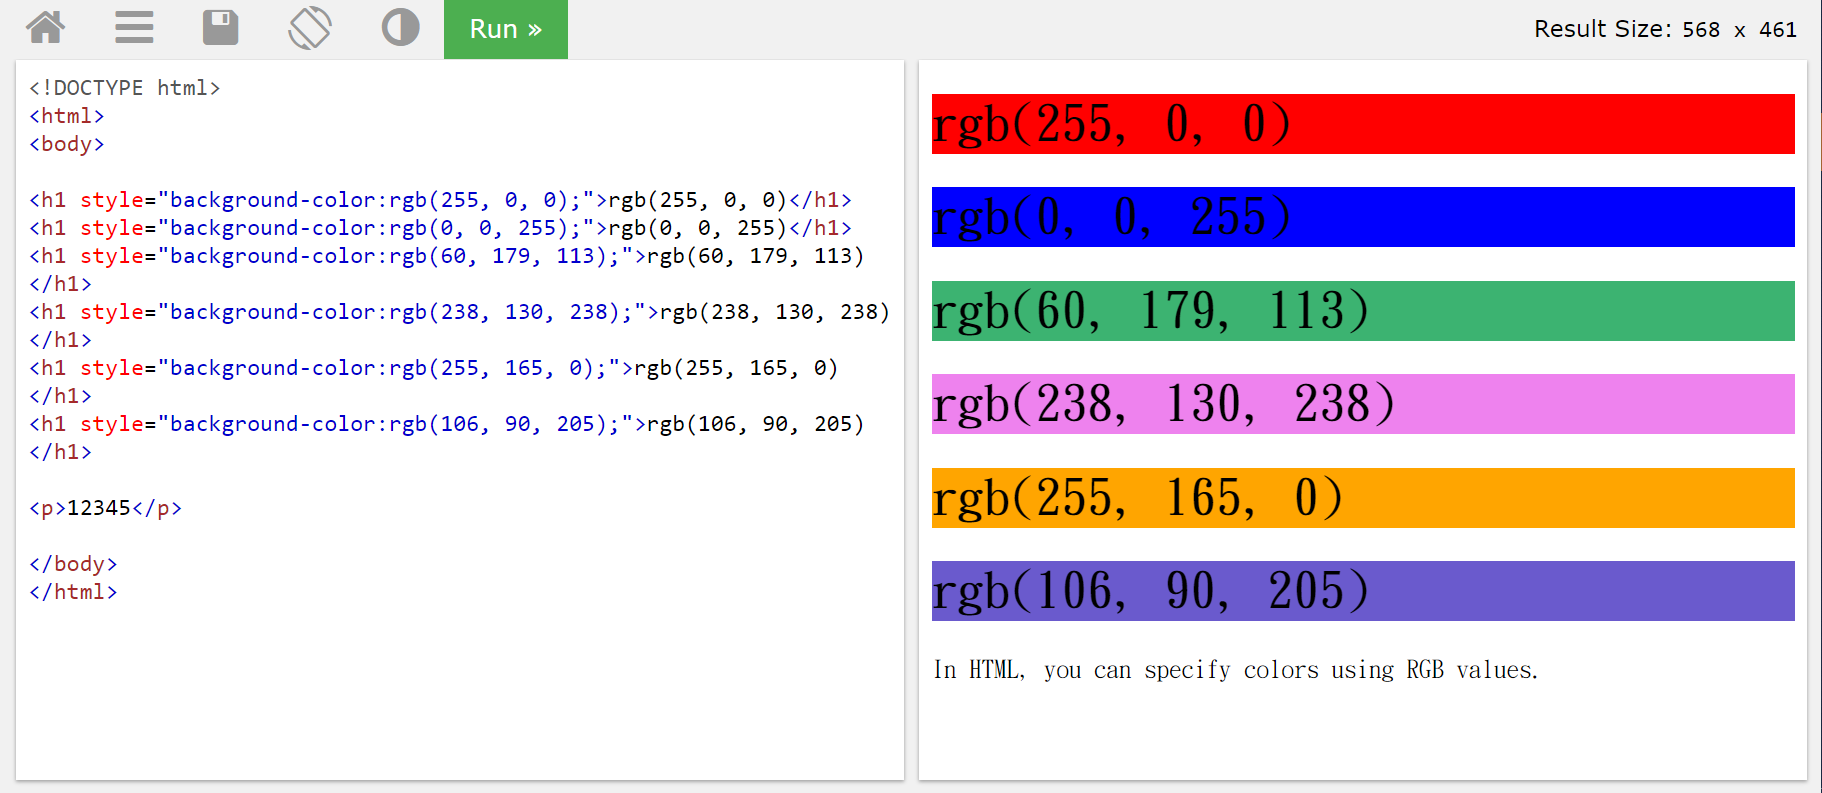 Run »
Result Size: 568 x 461
<!DOCTYPE html>
<html>
<body>
<h1 style="background-color:rgb(255, 0, 0);">rgb(255, 0, 0)</h1>
<h1 style="background-color:rgb(0, 0, 255);">rgb(0, 0, 255)</h1>
<h1 style="background-color:rgb(60, 179, 113);">rgb(60, 179, 113)
</h1>
<h1 style="background-color:rgb(238, 130, 238);">rgb(238, 130, 238)
</h1>
<h1 style="background-color:rgb(255, 165, 0);">rgb(255, 165, 0)
</h1>
<h1 style="background-color:rgb(106, 90, 205);">rgb(106, 90, 205)
</h1>
<p>12345</p>
</body>
</html>
rgb(255, 0, 0)
rgb(0, 0, 255)
rgb(60, 179, 113)
rgb(238, 130, 238)
rgb(255, 165, 0)
rgb(106, 90, 205)
In HTML, you can specify colors using RGB values.